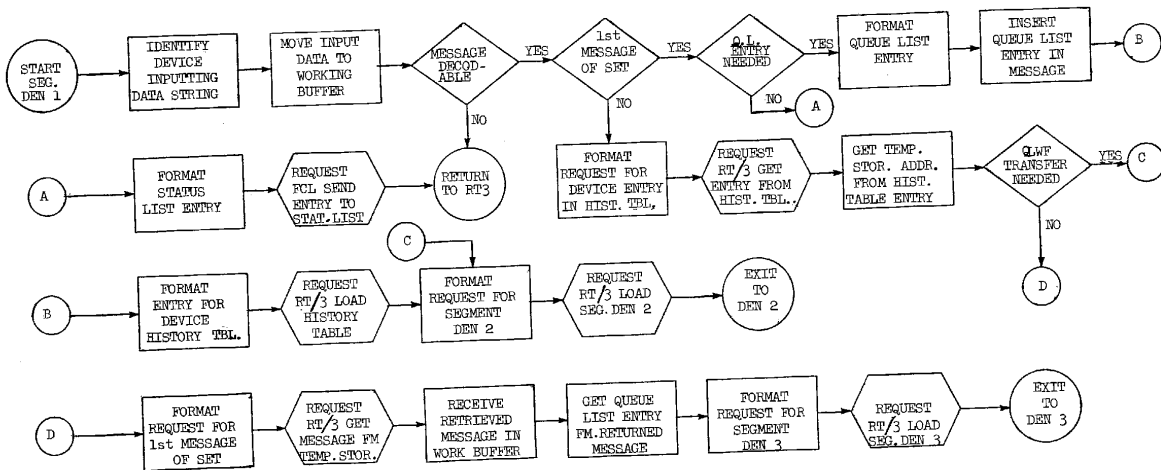 START
SEG.
DEN 1
IDENTIFY
DEVICE
INPUTTING
DATA STRING
MOVE INPUT
DATA TO
WORKING
BUFFER
MESSAGE
DECOD-
ABLE
YES
NO
1st
MESSAGE
OF SET
YES
NO
Q.L.
ENTRY
NEEDED
YES
NO
A
FORMAT
QUEUE LIST
ENTRY
INSERT
QUEUE LIST
ENTRY IN
MESSAGE
B
A
FORMAT
STATUS
LIST ENTRY
REQUEST
FCL SEND
ENTRY TO
STAT.LIST
RETURN
TO RT3
FORMAT
REQUEST FOR
DEVICE ENTRY
IN HIST. TBL.
REQUEST
RT/3 GET
ENTRY FROM
HIST. TBL..
GET TEMP.
STOR. ADDR.
FROM HIST.
TABLE ENTRY
QLWF
TRANSFER
NEEDED
YES
C
NO
D
B
FORMAT
ENTRY FOR
DEVICE
HISTORY TBL.
REQUEST
RT/3 LOAD
HISTORY
TABLE
C
FORMAT
REQUEST FOR
SEGMENT
DEN 2
REQUEST
RT/3 LOAD
SEG.DEN 2
EXIT
TO
DEN 2
D
FORMAT
REQUEST FOR
1st MESSAGE
OF SET
REQUEST
RT/3 GET
MESSAGE FM
TEMP.STOR.
RECEIVE
RETRIEVED
MESSAGE IN
WORK BUFFER
GET QUEUE
LIST ENTRY
FM.RETURNED
MESSAGE
FORMAT
REQUEST FOR
SEGMENT
DEN 3
REQUEST
RT/3 LOAD
SEG.DEN 3
EXIT
TO
DEN 3